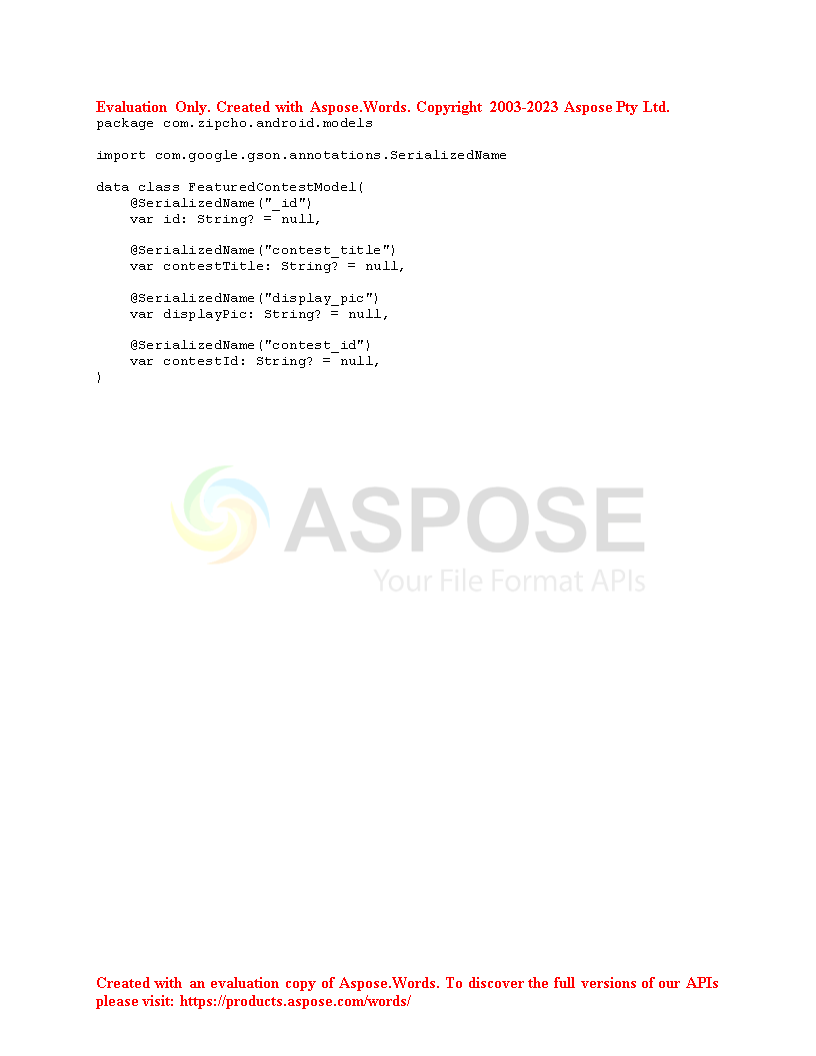 Evaluation Only. Created with Aspose.Words. Copyright 2003-2023 Aspose Pty Ltd.
package com.zipcho.android.models
import com.google.gson.annotations.SerializedName
data class FeaturedContestModel(
    @SerializedName("_id")
    var id: String? = null,
    @SerializedName("contest_title")
    var contestTitle: String? = null,
    @SerializedName("display_pic")
    var displayPic: String? = null,
    @SerializedName("contest_id")
    var contestId: String? = null,
)
ASPOSE
Your File Format APIs
Created with an evaluation copy of Aspose.Words. To discover the full versions of our APIs
please visit: https://products.aspose.com/words/